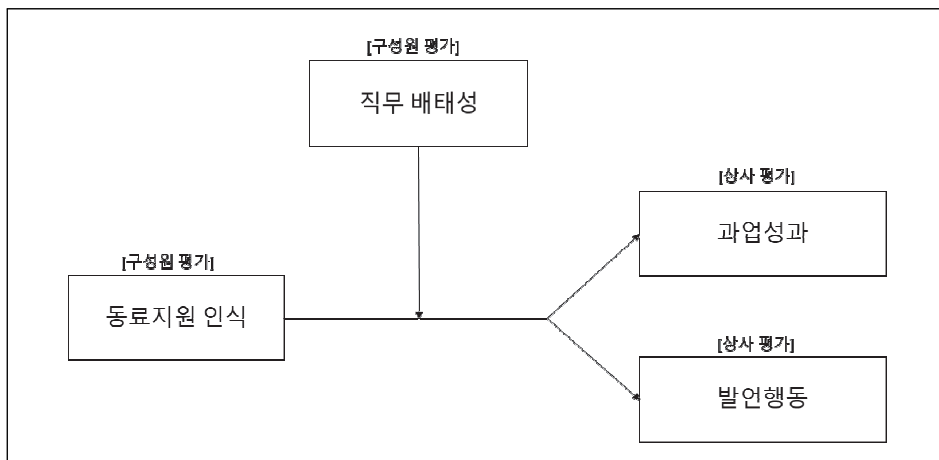 [구성원 평가]
직무 배태성
[상사 평가]
과업성과
[구성원 평가]
동료지원 인식
[상사 평가]
발언행동